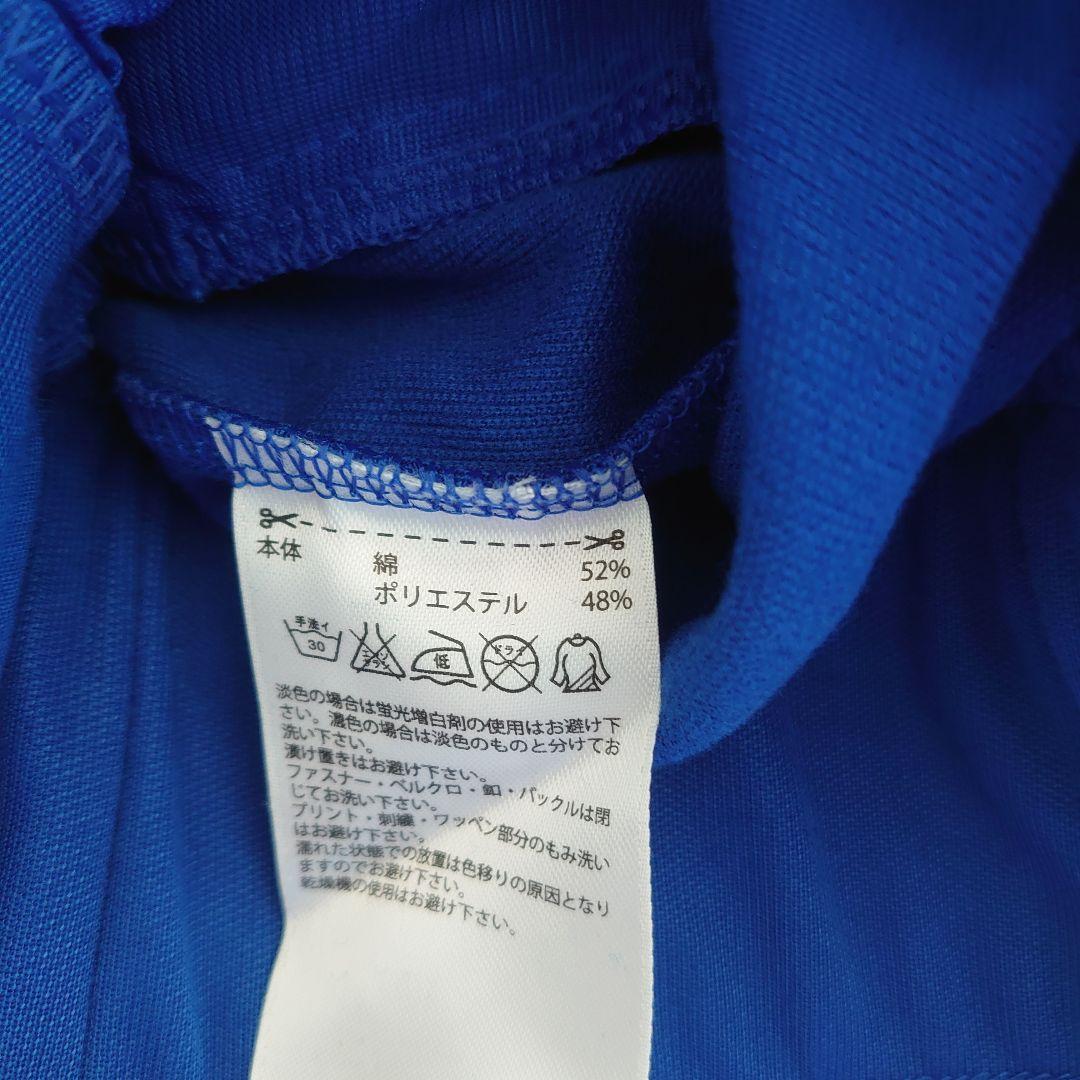 本体 綿 52%
ポリエステル 48%
手洗イ 30 エンソサラシ 低 ドライ
淡色の場合は蛍光増白剤の使用はお避け下
さい。濃色の場合は淡色のものと分けてお
洗い下さい。
漬け置きはお避け下さい。
ファスナー・ベルクロ・釦・バックルは閉
じてお洗い下さい。
プリント・刺繍・ワッペン部分のもみ洗い
はお避け下さい。
濡れた状態での放置は色移りの原因となり
ますのでお避け下さい。
乾燥機の使用はお避け下さい。